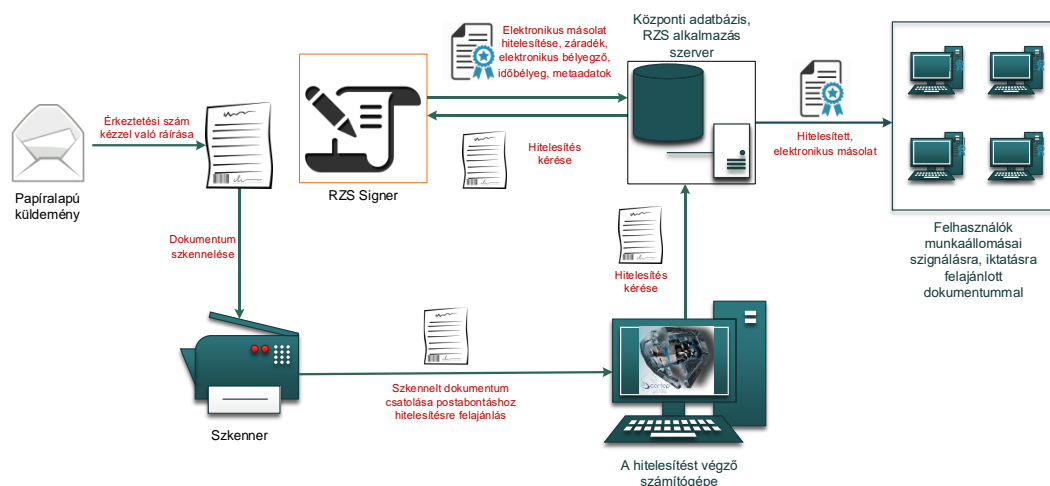 Érkeztetési szám
kézzel való ráírása
Papíralapú
küldemény
RZS Signer
Elektronikus másolat
hitelesítése, záradék,
elektronikus bélyegző,
időbélyeg, metaadatok
Hitelesítés
kérése
Központi adatbázis,
RZS alkalmazás
szerver
Hitelesített,
elektronikus másolat
Felhasználók
munkaállomásai
szignálásra, iktatásra
felajánlott
dokumentummal
Dokumentum
szkennelése
Szkenner
Szkennelt dokumentum
csatolása postabontáshoz
hitelesítésre felajánlás
Hitelesítés
kérése
A hitelesítést végző
számítógépe